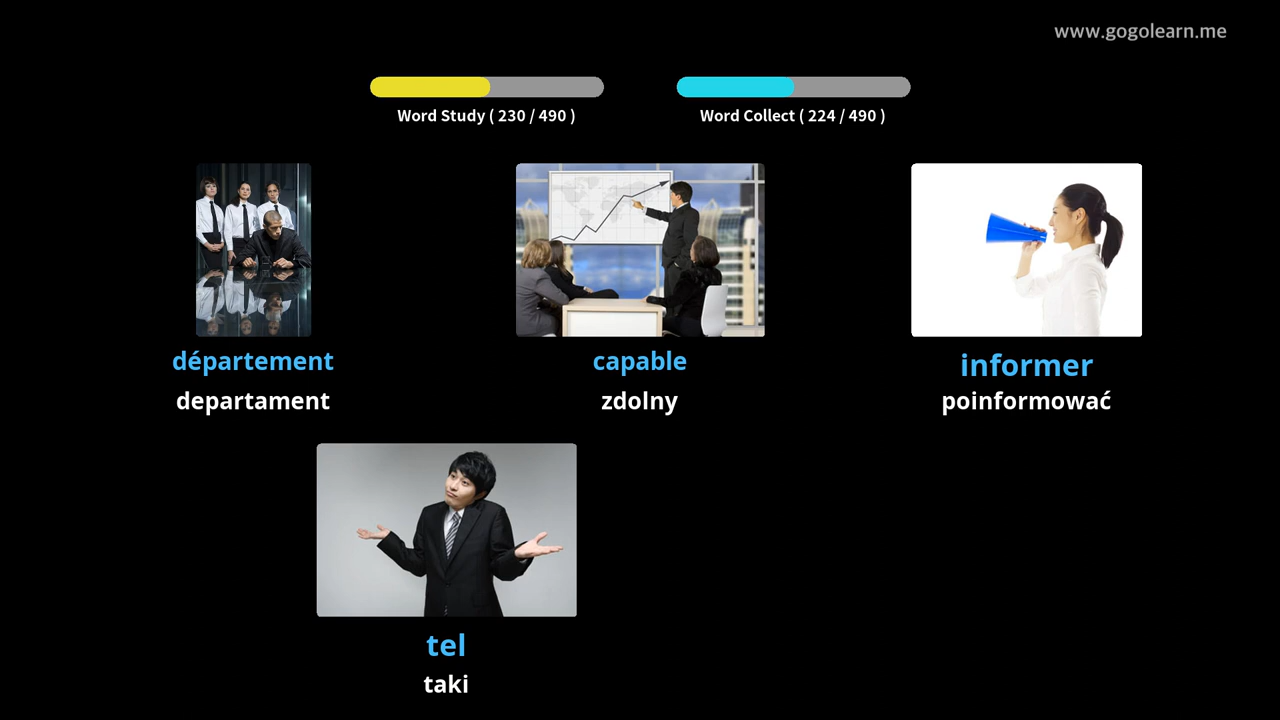 www.gogolearn.me
Word Study ( 230 / 490 )
Word Collect ( 224 / 490 )
département
capable
informer
departament
zdolny
poinformować
tel
taki